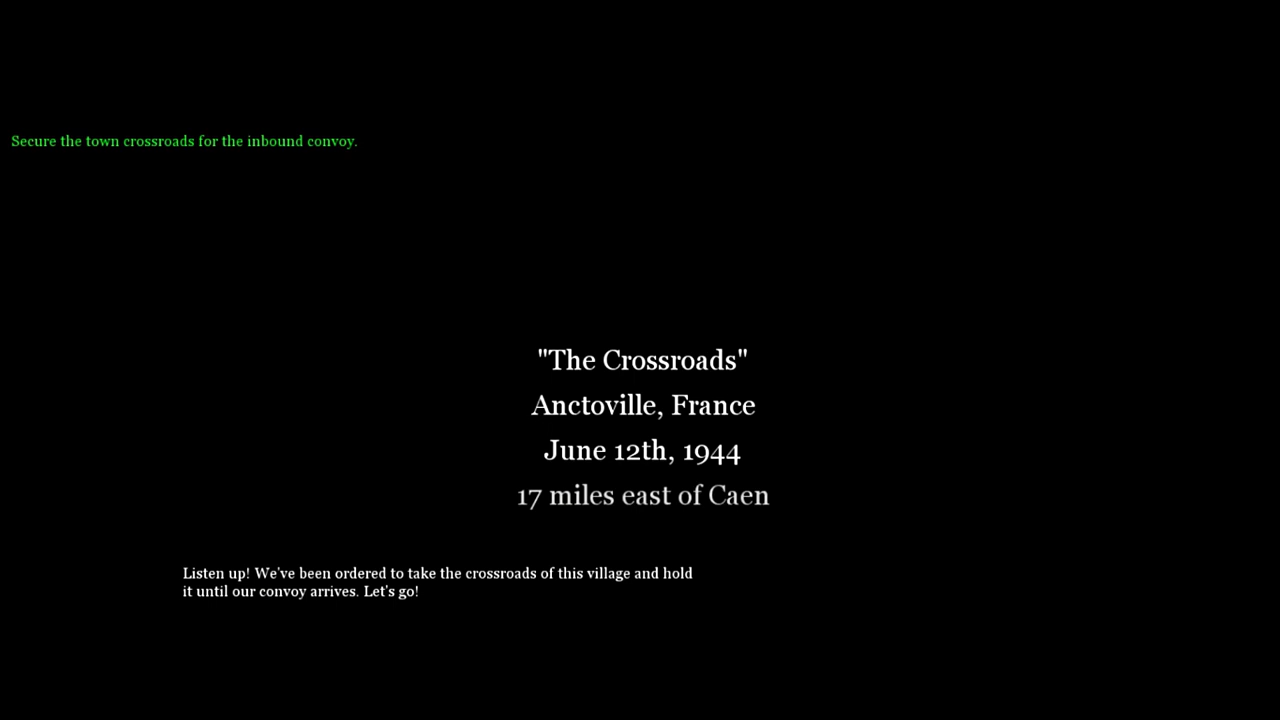 Secure the town crossroads for the inbound convoy.
"The Crossroads"
Anctoville, France
June 12th, 1944
17 miles east of Caen
Listen up! We've been ordered to take the crossroads of this village and hold
it until our convoy arrives. Let's go!